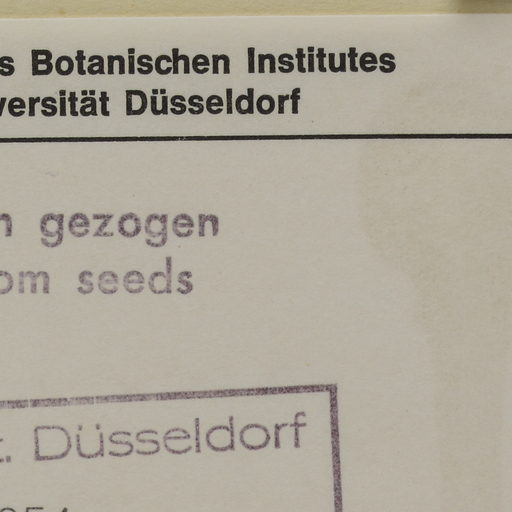 s Botanischen Institutes
versität Düsseldorf
n gezogen
om seeds
t. Düsseldorf